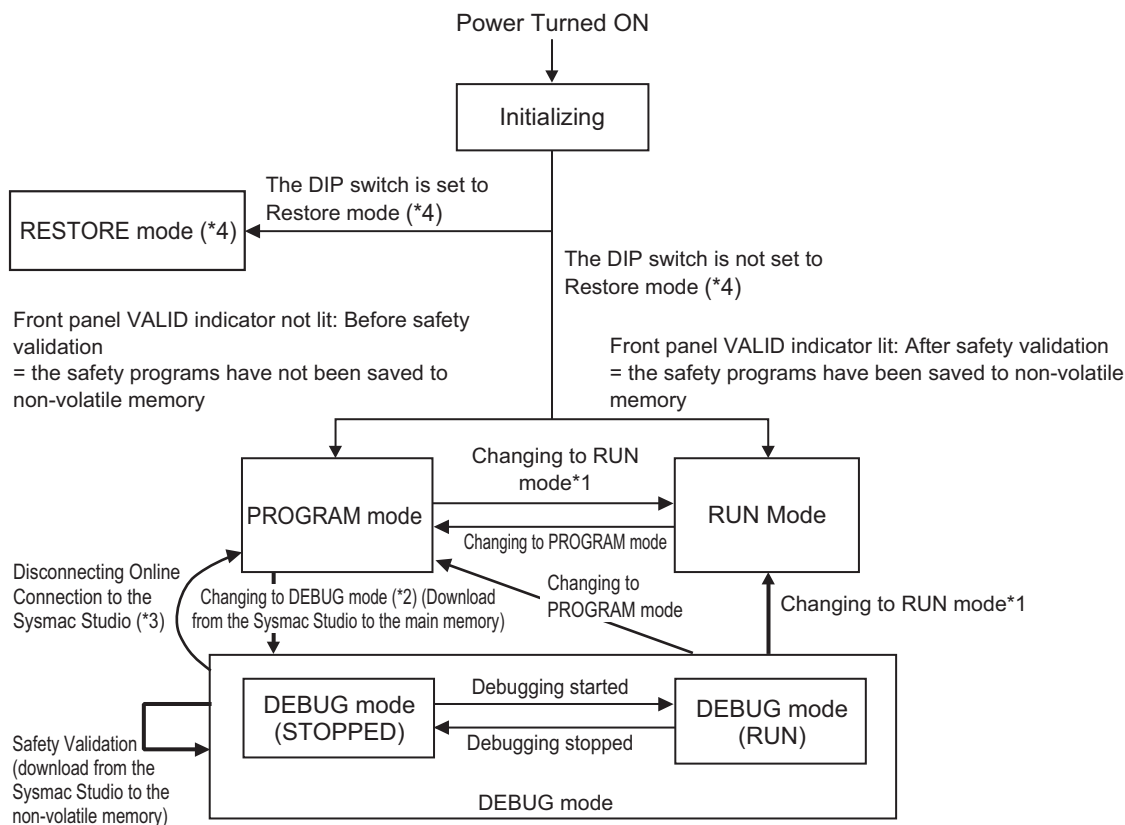 Power Turned ON
Initializing
The DIP switch is set to
Restore mode (*4)
RESTORE mode (*4)
The DIP switch is not set to
Restore mode (*4)
Front panel VALID indicator not lit: Before safety
validation
= the safety programs have not been saved to
non-volatile memory
Front panel VALID indicator lit: After safety validation
= the safety programs have been saved to non-volatile
memory
PROGRAM mode
Changing to RUN
mode*1
RUN Mode
Changing to PROGRAM mode
Disconnecting Online
Connection to the
Sysmac Studio (*3)
Changing to DEBUG mode (*2) (Download
from the Sysmac Studio to the main memory)
Changing to
PROGRAM mode
Changing to RUN mode*1
DEBUG mode
(STOPPED)
Debugging started
Debugging stopped
DEBUG mode
(RUN)
Safety Validation
(download from the
Sysmac Studio to the
non-volatile memory)
DEBUG mode